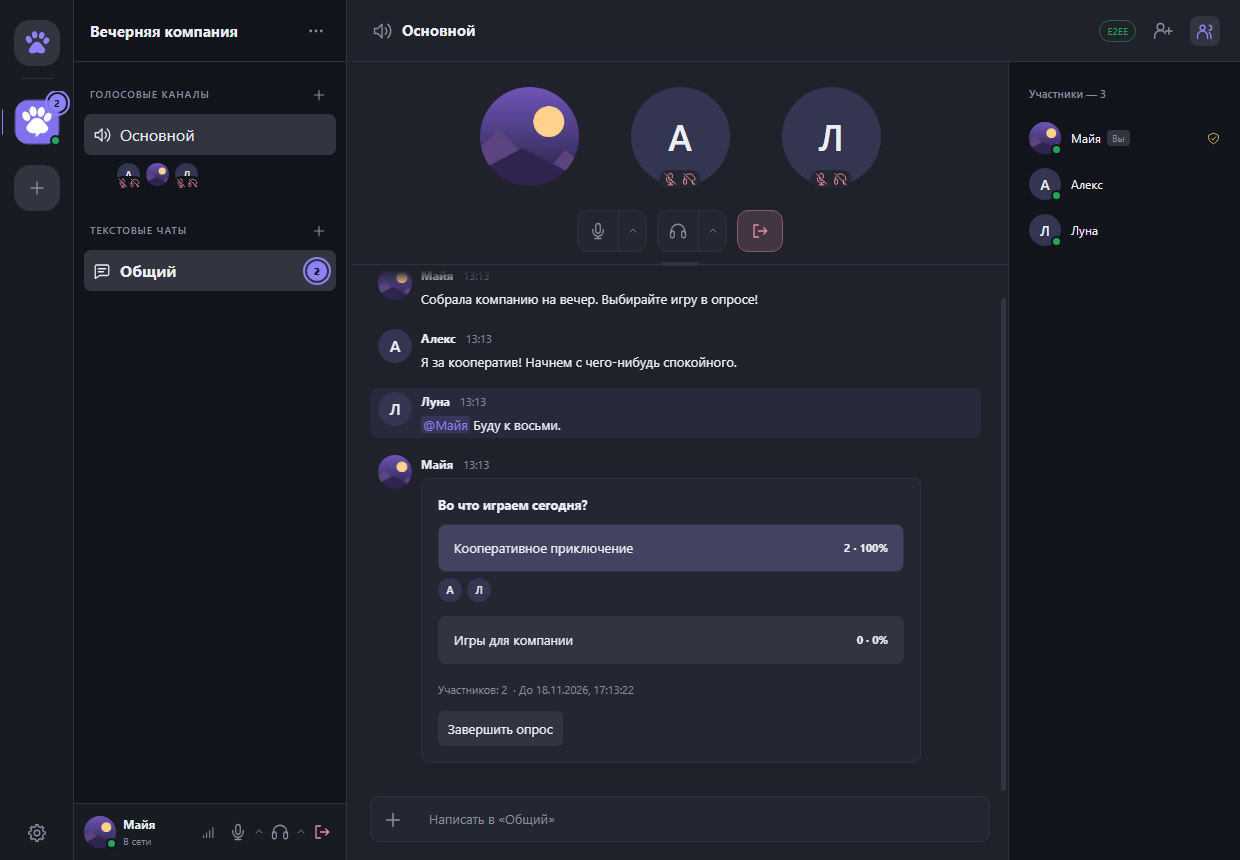 Вечерняя компания
Основной
E2EE
2
ГОЛОСОВЫЕ КАНАЛЫ
Основной
А
Л
ТЕКСТОВЫЕ ЧАТЫ
Общий
2
Майя
В сети
А
Л
Майя 13:13
Собрала компанию на вечер. Выбирайте игру в опросе!
А
Алекс 13:13
Я за кооператив! Начнем с чего-нибудь спокойного.
Л
Луна 13:13
@Майя Буду к восьми.
Майя 13:13
Во что играем сегодня?
Кооперативное приключение 2 · 100%
А Л
Игры для компании 0 · 0%
Участников: 2 · До 18.11.2026, 17:13:22
Завершить опрос
Написать в «Общий»
Участники — 3
Майя Вы
А Алекс
Л Луна